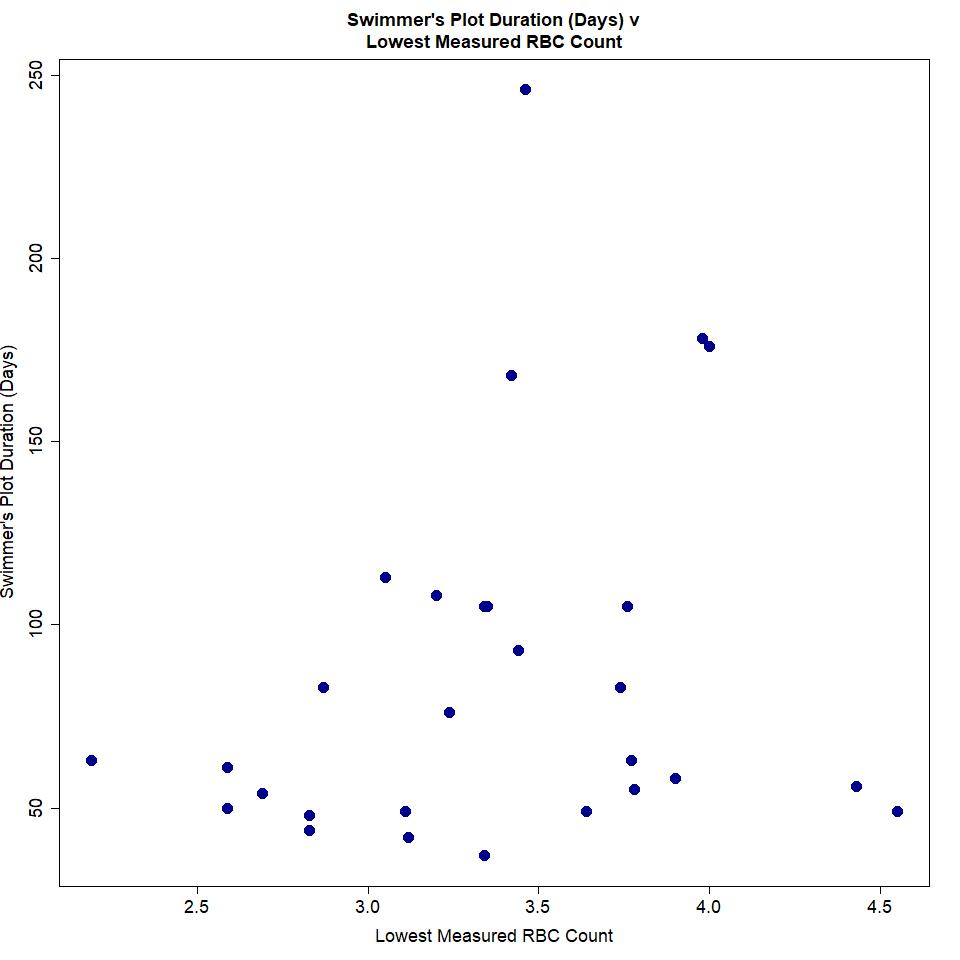 Swimmer's Plot Duration (Days) v
Lowest Measured RBC Count
250
200
150
100
50
Swimmer's Plot Duration (Days)
2.5 3.0 3.5 4.0 4.5
Lowest Measured RBC Count